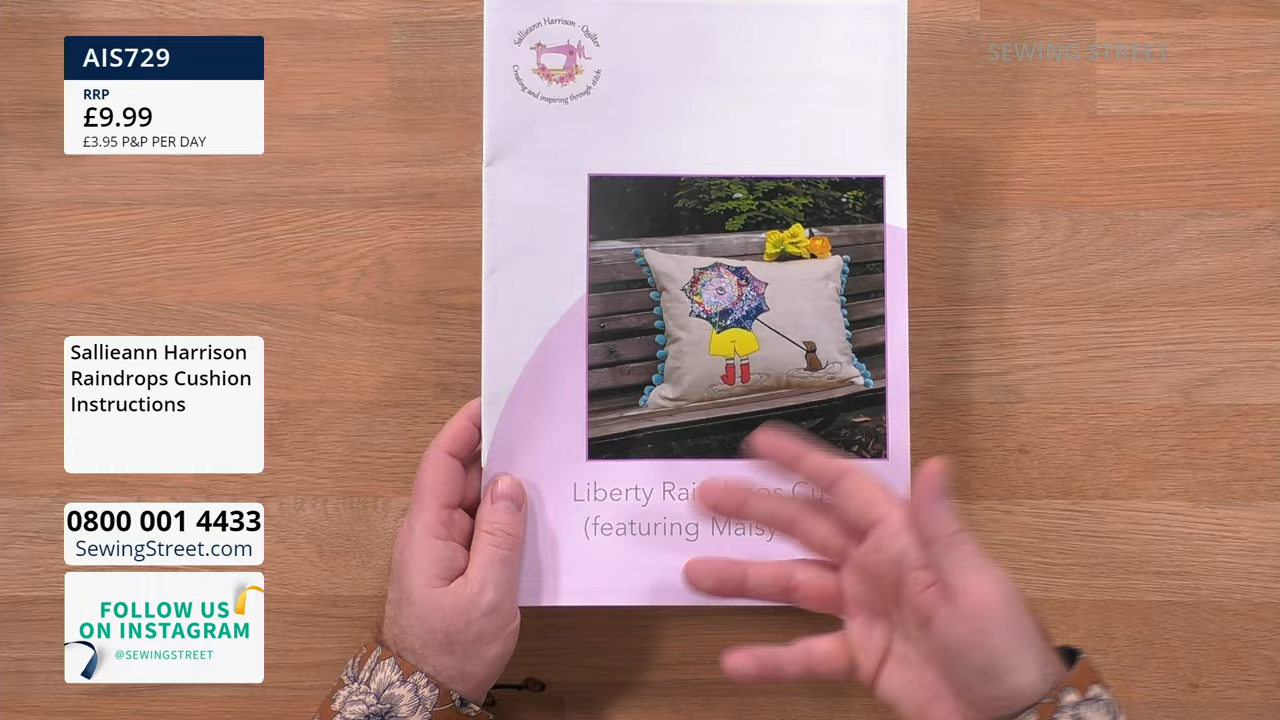 AIS729
RRP
£9.99
£3.95 P&P PER DAY
SEWING STREET
Sallieann Harrison - Quilter
Creating and inspiring through stitch
Sallieann Harrison
Raindrops Cushion
Instructions
Liberty
(featuring Maisy
0800 001 4433
SewingStreet.com
FOLLOW US
ON INSTAGRAM
@SEWINGSTREET